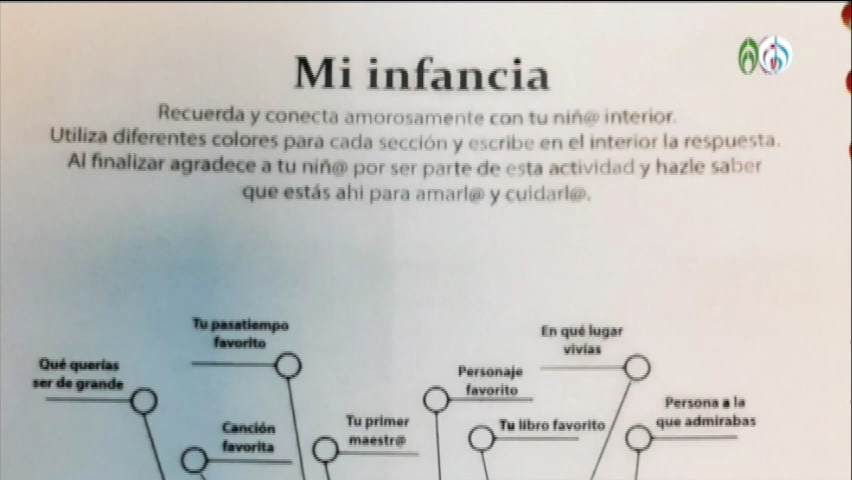 Mi infancia
Recuerda y conecta amorosamente con tu niñ@ interior.
Utiliza diferentes colores para cada sección y escribe en el interior la respuesta.
Al finalizar agradece a tu niñ@ por ser parte de esta actividad y hazle saber
que estás ahi para amarl@ y cuidarl@.
Tu pasatiempo
favorito
En qué lugar
vivías
Qué querías
ser de grande
Personaje
favorito
Persona a la
que admirabas
Canción
favorita
Tu primer
maestr@
Tu libro favorito